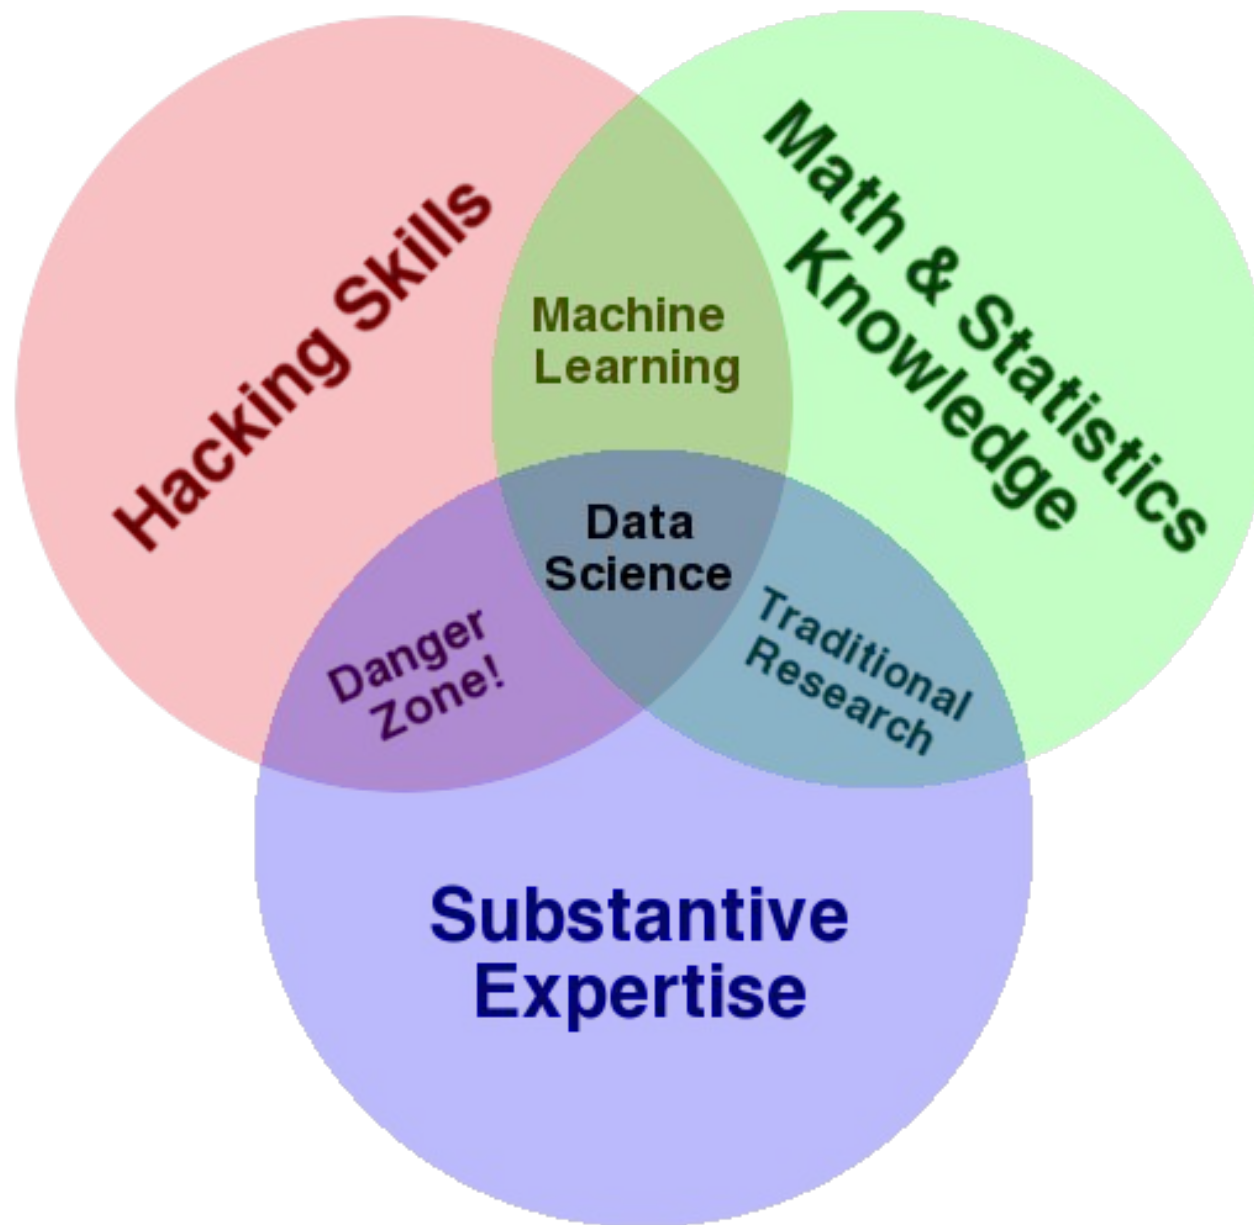 Hacking Skills
Math & Statistics
Knowledge
Machine
Learning
Data
Science
Danger
Zone!
Traditional
Research
Substantive
Expertise